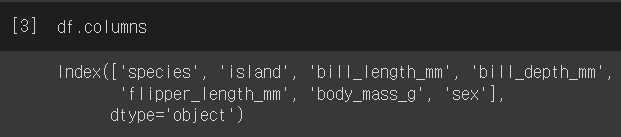 [3] df.columns
Index(['species', 'island', 'bill_length_mm', 'bill_depth_mm',
'flipper_length_mm', 'body_mass_g', 'sex'],
dtype='object')